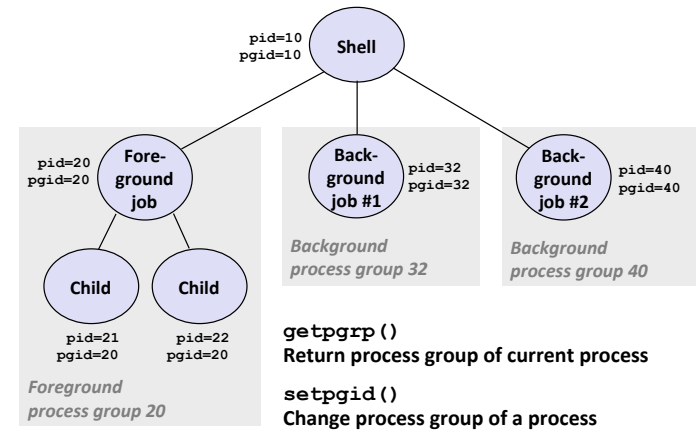 pid=10
pgid=10
Shell
pid=20
pgid=20
Fore-
ground
job
Back-
ground
job #1
pid=32
pgid=32
Back-
ground
job #2
pid=40
pgid=40
Background
process group 32
Background
process group 40
Child
Child
pid=21
pgid=20
pid=22
pgid=20
Foreground
process group 20
getpgrp()
Return process group of current process
setpgid()
Change process group of a process